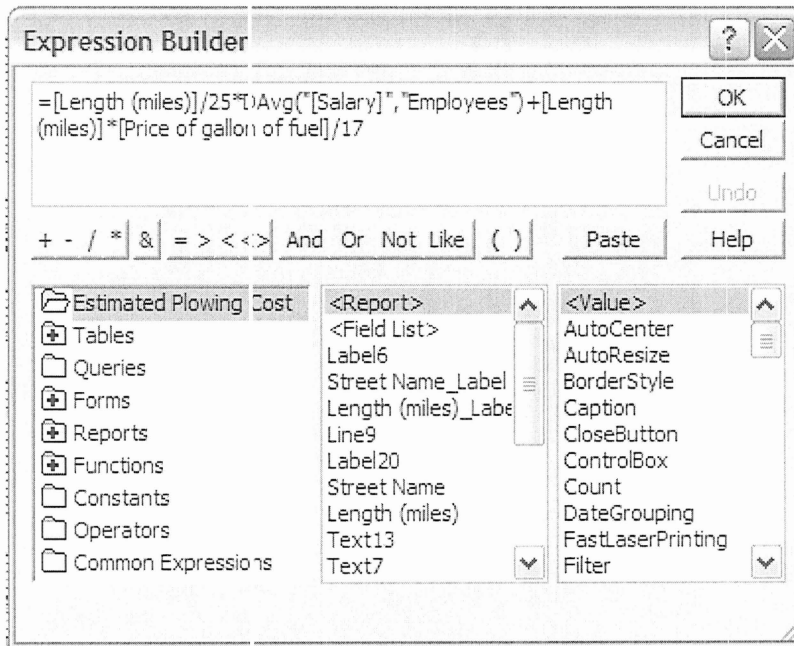 Expression Builder
?
=[Length (miles)]/25*DAvg("[Salary]","Employees")+[Length
(miles)]*[Price of gallon of fuel]/17
OK
Cancel
Undo
+ - / * & = > < <> And Or Not Like ( ) Paste Help
Estimated Plowing Cost
Tables
Queries
Forms
Reports
Functions
Constants
Operators
Common Expressions
<Report>
<Field List>
Label6
Street Name_Label
Length (miles)_Labe
Line9
Label20
Street Name
Length (miles)
Text13
Text7
<Value>
AutoCenter
AutoResize
BorderStyle
Caption
CloseButton
ControlBox
Count
DateGrouping
FastLaserPrinting
Filter